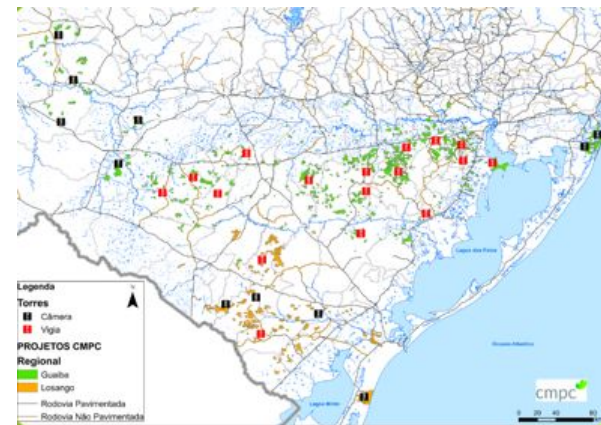 Lagoa dos Patos
Oceano Atlântico
Lagoa Mirim
Legenda
N
Torres
Câmera
Vigia
PROJETOS CMPC
Regional
Guaíba
Losango
Rodovia Pavimentada
Rodovia Não Pavimentada
cmpc
0 20 40 80